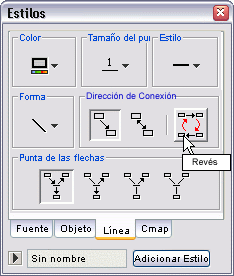 Estilos
Color
Tamaño del pur
Estilo
1
Forma
Dirección de Conexión
Revés
Punta de las flechas
Fuente
Objeto
Línea
Cmap
Sin nombre
Adicionar Estilo